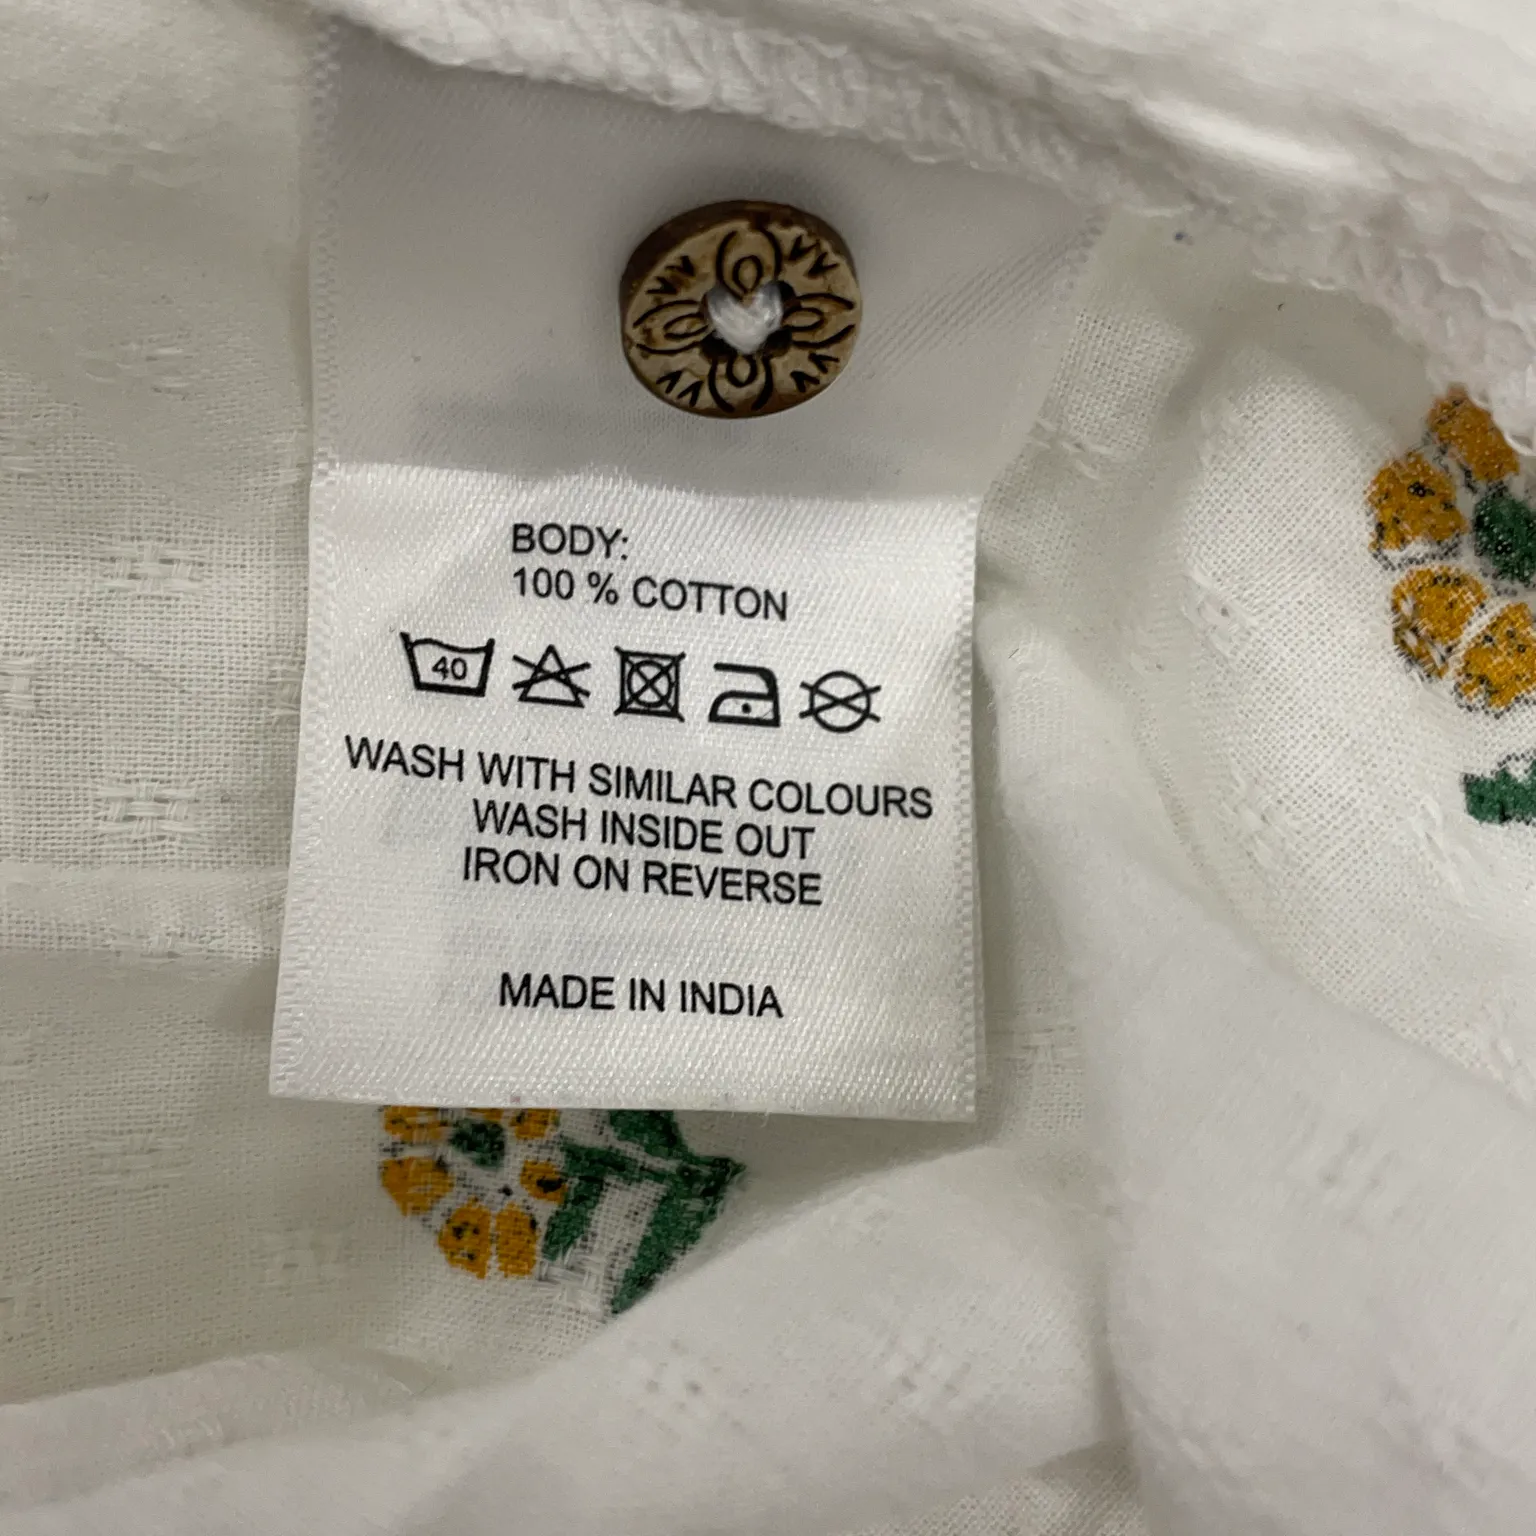 BODY:
100 % COTTON
40
WASH WITH SIMILAR COLOURS
WASH INSIDE OUT
IRON ON REVERSE
MADE IN INDIA